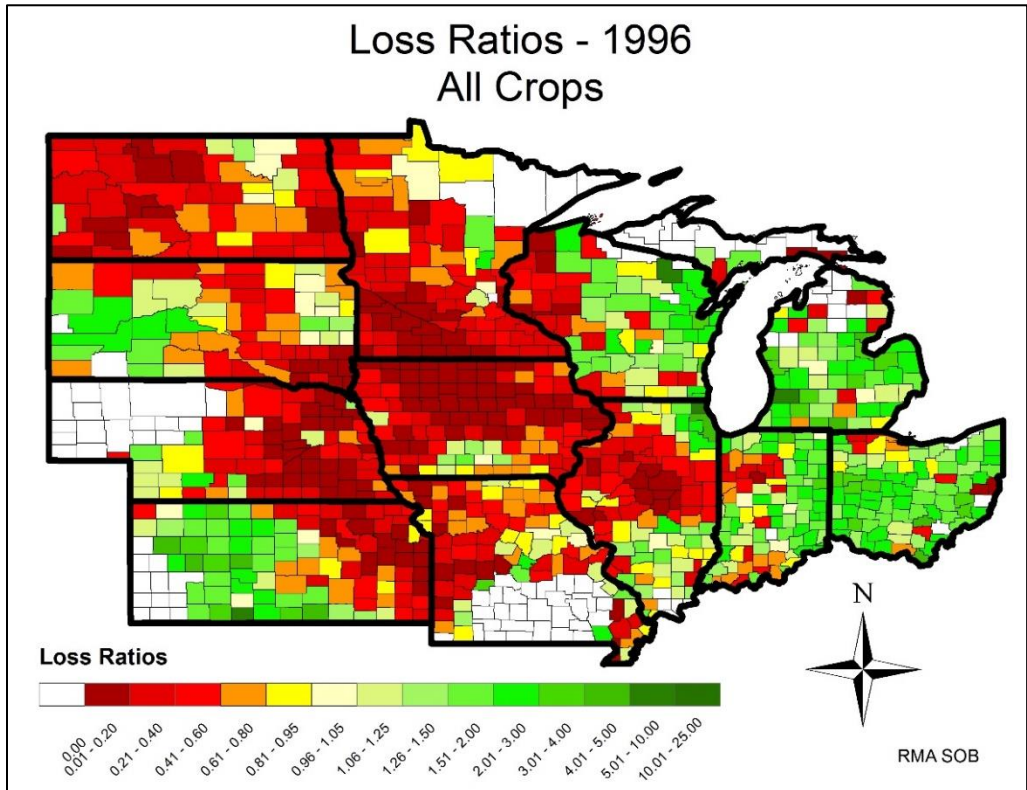 Loss Ratios - 1996
All Crops
N
Loss Ratios
0.00
0.01 - 0.20
0.21 - 0.40
0.41 - 0.60
0.61 - 0.80
0.81 - 0.95
0.96 - 1.05
1.06 - 1.25
1.26 - 1.50
1.51 - 2.00
2.01 - 3.00
3.01 - 4.00
4.01 - 5.00
5.01 - 10.00
10.01 - 25.00
RMA SOB